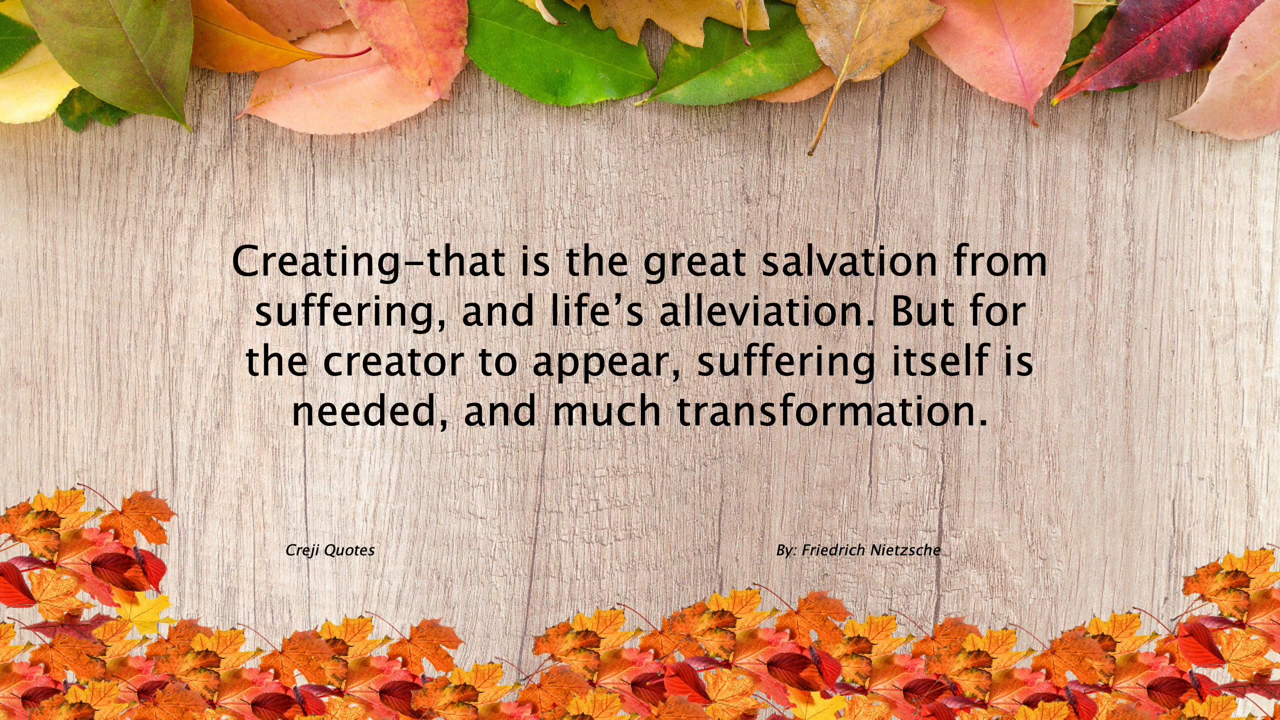 Creating–that is the great salvation from
suffering, and life’s alleviation. But for
the creator to appear, suffering itself is
needed, and much transformation.
Creji Quotes
By: Friedrich Nietzsche